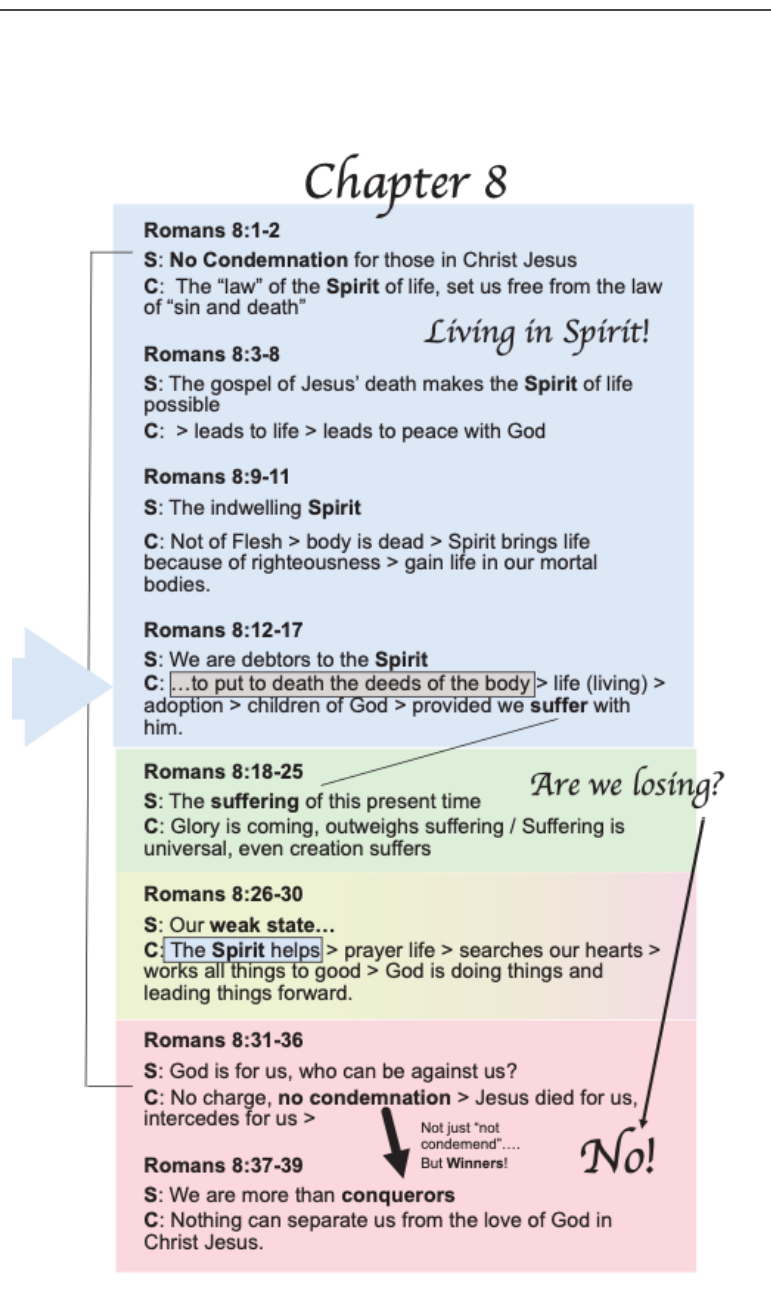 Chapter 8
Romans 8:1-2
S: No Condemnation for those in Christ Jesus
C: The “law” of the Spirit of life, set us free from the law
of “sin and death”
Living in Spirit!
Romans 8:3-8
S: The gospel of Jesus’ death makes the Spirit of life
possible
C: > leads to life > leads to peace with God
Romans 8:9-11
S: The indwelling Spirit
C: Not of Flesh > body is dead > Spirit brings life
because of righteousness > gain life in our mortal
bodies.
Romans 8:12-17
S: We are debtors to the Spirit
C: …to put to death the deeds of the body > life (living) >
adoption > children of God > provided we suffer with
him.
Romans 8:18-25
Are we losing?
S: The suffering of this present time
C: Glory is coming, outweighs suffering / Suffering is
universal, even creation suffers
Romans 8:26-30
S: Our weak state…
C: The Spirit helps > prayer life > searches our hearts >
works all things to good > God is doing things and
leading things forward.
Romans 8:31-36
S: God is for us, who can be against us?
C: No charge, no condemnation > Jesus died for us,
intercedes for us >
Not just “not
condemend”….
But Winners!
No!
Romans 8:37-39
S: We are more than conquerors
C: Nothing can separate us from the love of God in
Christ Jesus.